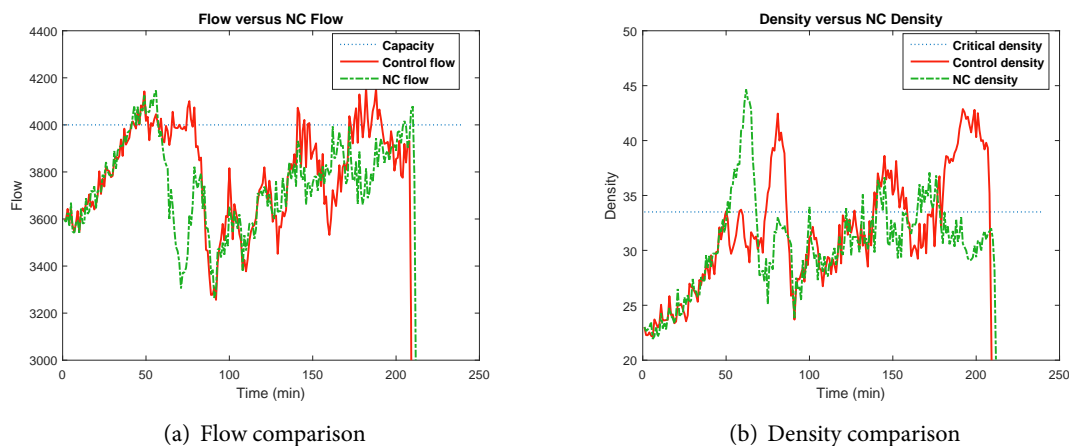 Flow versus NC Flow
4400
4200
4000
3800
3600
3400
3200
3000
Flow
Capacity
Control flow
NC flow
0 50 100 150 200 250
Time (min)
(a) Flow comparison
Density versus NC Density
50
45
40
35
30
25
20
Density
Critical density
Control density
NC density
0 50 100 150 200 250
Time (min)
(b) Density comparison